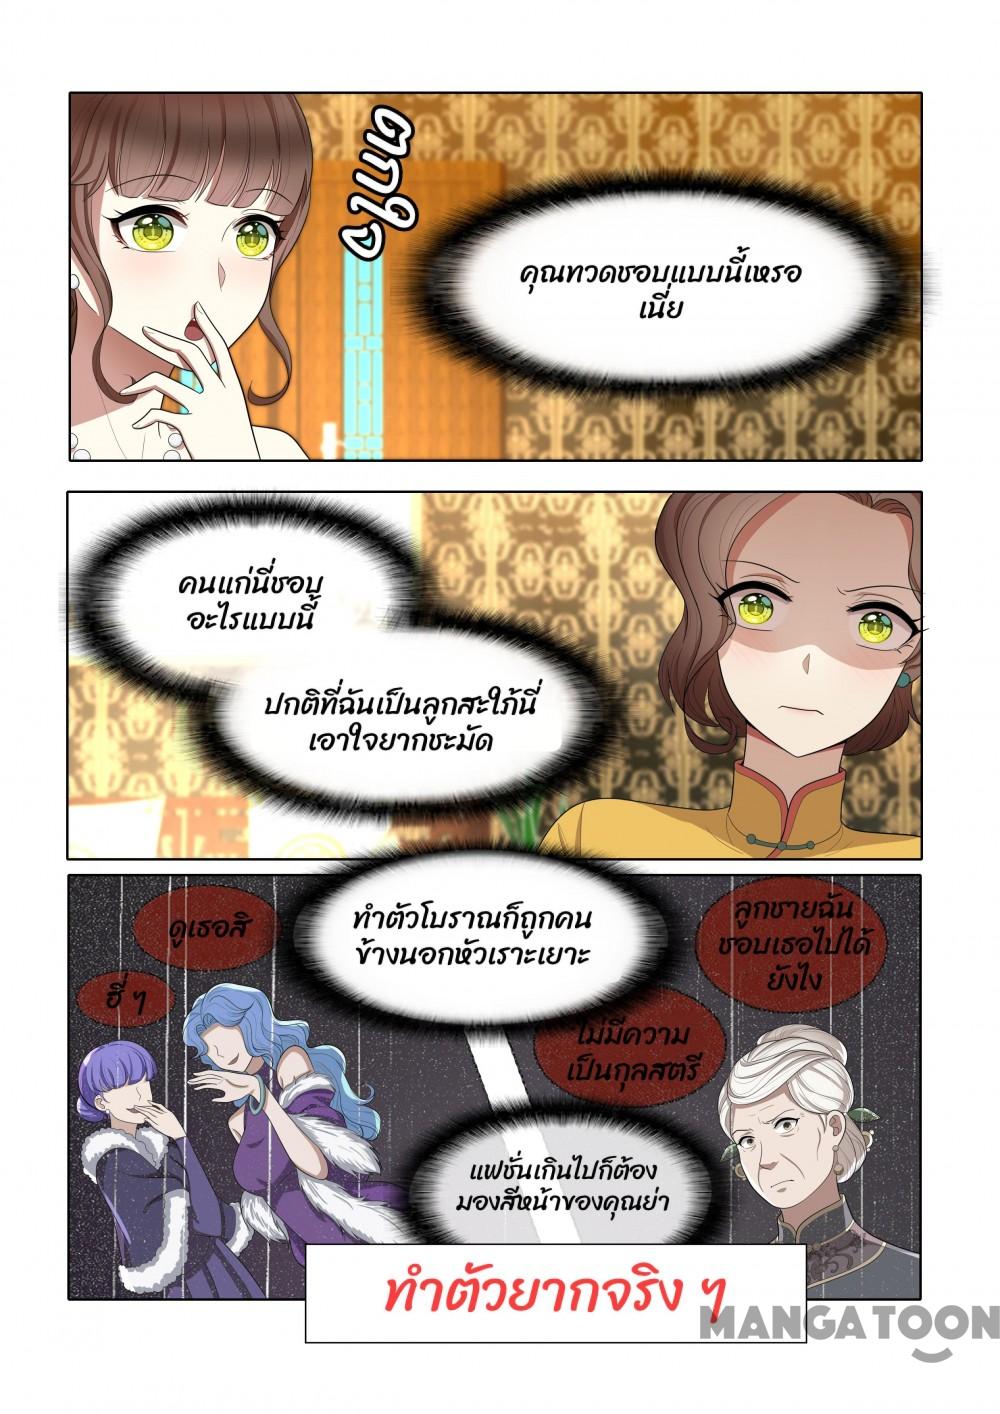 ตกใจ
คุณทวดชอบแบบนี้เหรอ
เนี่ย
คนแก่นี่ชอบ
อะไรแบบนี้
ปกติที่ฉันเป็นลูกสะใภ้นี่
เอาใจยากชะมัด
ทำตัวโบราณก็ถูกคน
ข้างนอกหัวเราะเยาะ
ดูเธอสิ
ฮี่ ๆ
ลูกชายฉัน
ชอบเธอไปได้
ยังไง
ไม่มีความ
เป็นกุลสตรี
แฟชั่นเกินไปก็ต้อง
มองสีหน้าของคุณย่า
ทำตัวยากจริง ๆ
MANGATOON